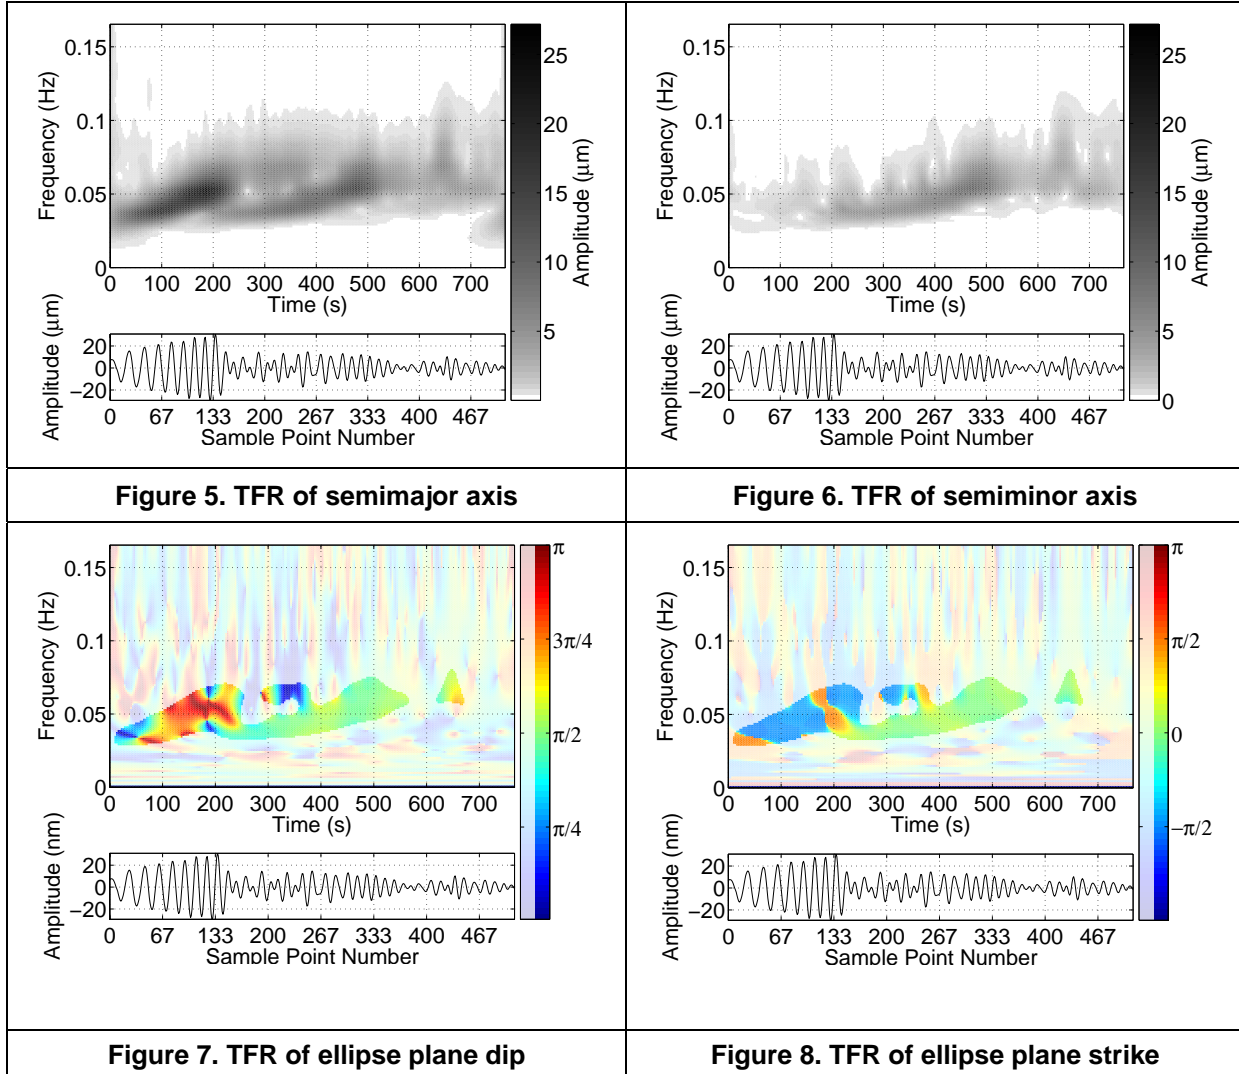 0.15
0.1
0.05
0
Frequency (Hz)
0 100 200 300 400 500 600 700
Time (s)
25
20
15
10
5
Amplitude (μm)
20
0
−20
Amplitude (μm)
0 67 133 200 267 333 400 467
Sample Point Number
Figure 5. TFR of semimajor axis
0.15
0.1
0.05
0
Frequency (Hz)
0 100 200 300 400 500 600 700
Time (s)
25
20
15
10
5
0
Amplitude (μm)
20
0
−20
Amplitude (μm)
0 67 133 200 267 333 400 467
Sample Point Number
Figure 6. TFR of semiminor axis
0.15
0.1
0.05
0
Frequency (Hz)
0 100 200 300 400 500 600 700
Time (s)
π
3π/4
π/2
π/4
20
0
−20
Amplitude (nm)
0 67 133 200 267 333 400 467
Sample Point Number
Figure 7. TFR of ellipse plane dip
0.15
0.1
0.05
0
Frequency (Hz)
0 100 200 300 400 500 600 700
Time (s)
π
π/2
0
−π/2
20
0
−20
Amplitude (nm)
0 67 133 200 267 333 400 467
Sample Point Number
Figure 8. TFR of ellipse plane strike